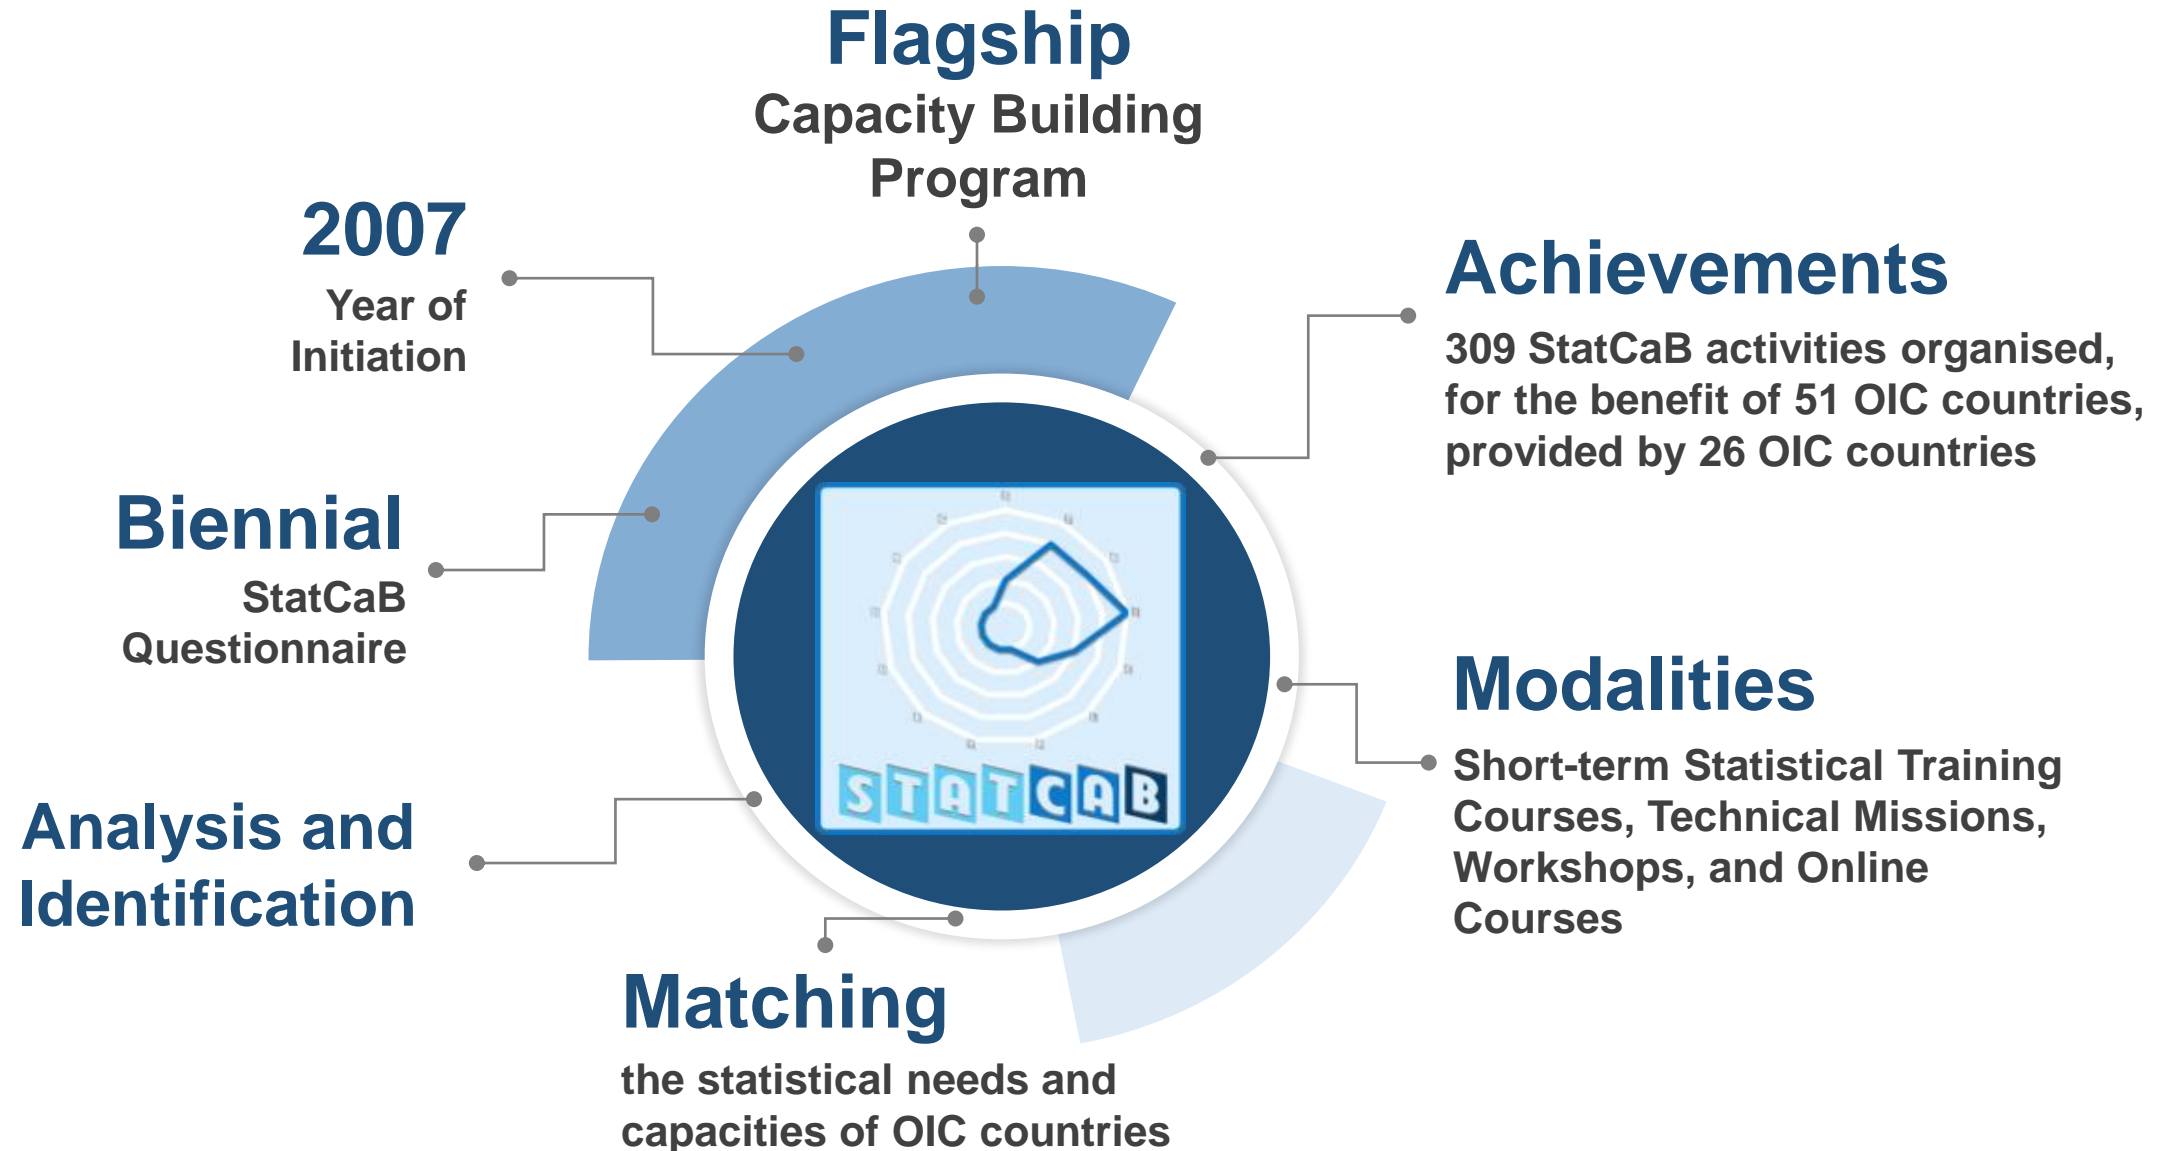 Flagship
Capacity Building
Program
2007
Year of
Initiation
Biennial
StatCaB
Questionnaire
Analysis and
Identification
Matching
the statistical needs and
capacities of OIC countries
Modalities
Short-term Statistical Training
Courses, Technical Missions,
Workshops, and Online
Courses
Achievements
309 StatCaB activities organised,
for the benefit of 51 OIC countries,
provided by 26 OIC countries
STATCAB